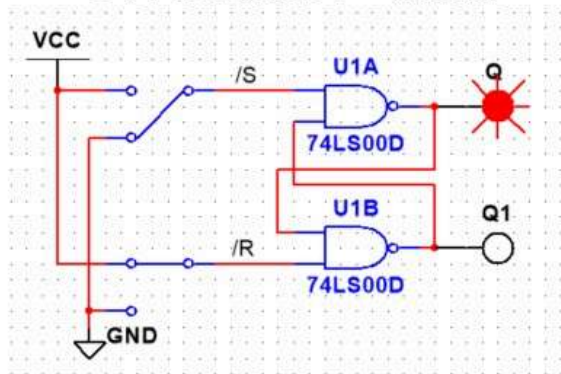 VCC
/S
U1A
Q
74LS00D
U1B
Q1
/R
74LS00D
GND